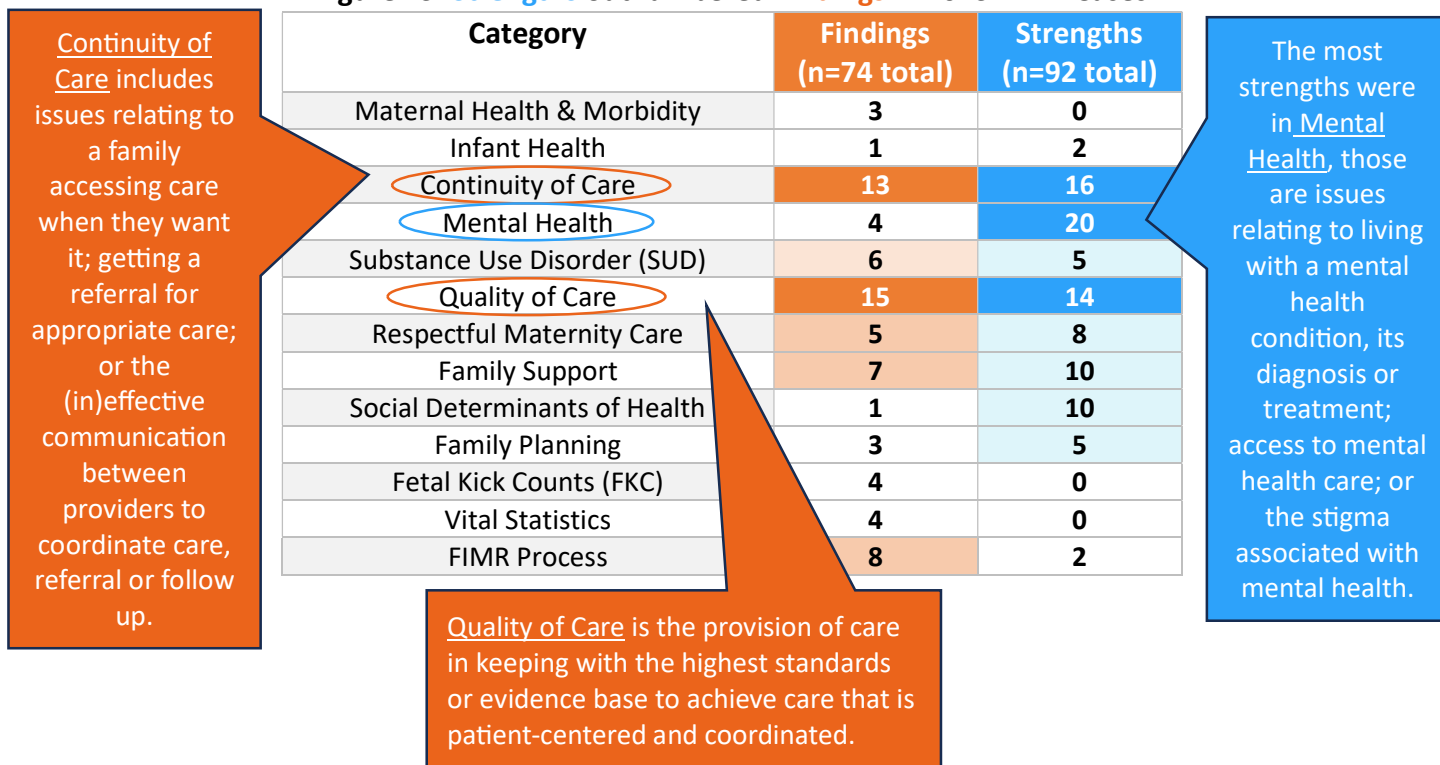 Continuity of
Care includes
issues relating to
a family
accessing care
when they want
it; getting a
referral for
appropriate care;
or the
(in)effective
communication
between
providers to
coordinate care,
referral or follow
up.
Category Findings (n=74 total) Strengths (n=92 total)
Maternal Health & Morbidity 3 0
Infant Health 1 2
Continuity of Care 13 16
Mental Health 4 20
Substance Use Disorder (SUD) 6 5
Quality of Care 15 14
Respectful Maternity Care 5 8
Family Support 7 10
Social Determinants of Health 1 10
Family Planning 3 5
Fetal Kick Counts (FKC) 4 0
Vital Statistics 4 0
FIMR Process 8 2
The most
strengths were
in Mental
Health, those
are issues
relating to living
with a mental
health
condition, its
diagnosis or
treatment;
access to mental
health care; or
the stigma
associated with
mental health.
Quality of Care is the provision of care
in keeping with the highest standards
or evidence base to achieve care that is
patient-centered and coordinated.